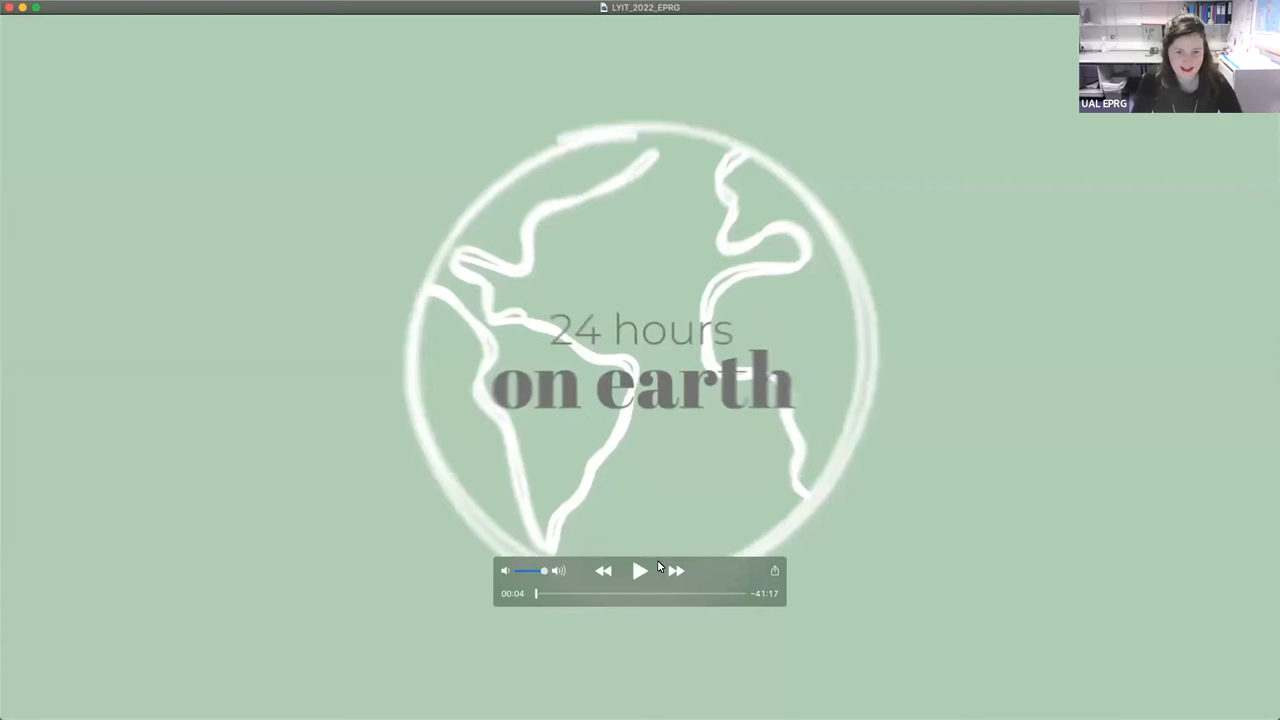 LYIT_2022_EPRG
UAL EPRG
24 hours
on earth
00:04
-41:17